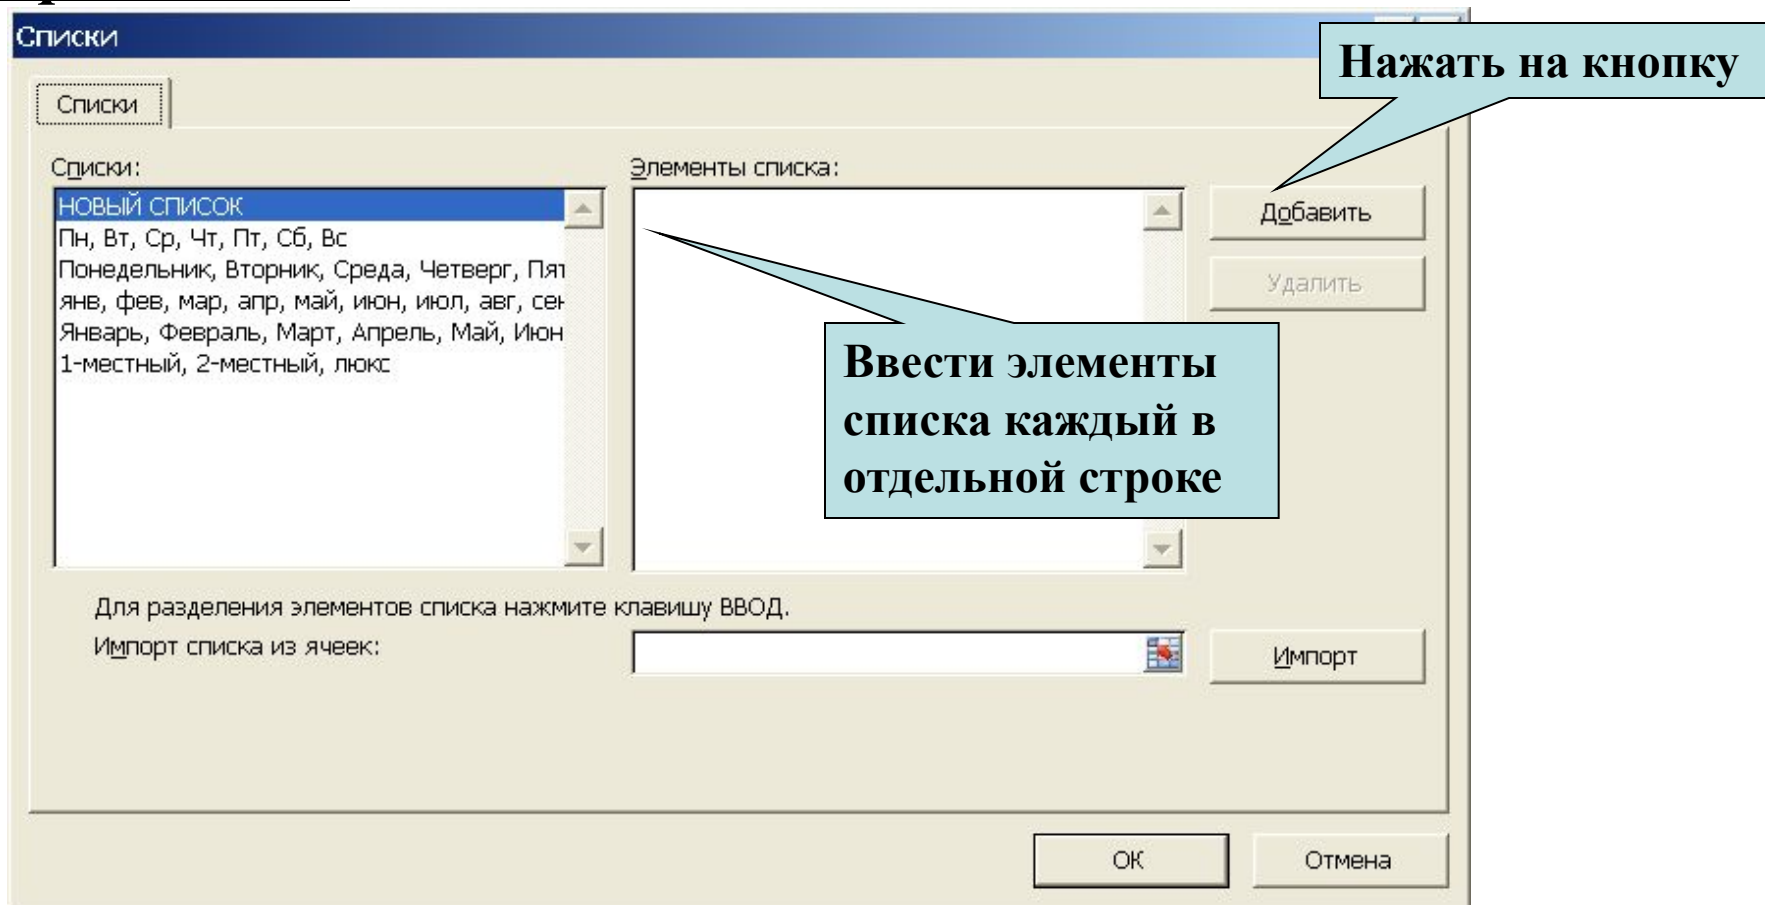 Списки
Нажать на кнопку
Списки
Списки:
Элементы списка:
НОВЫЙ СПИСОК
Пн, Вт, Ср, Чт, Пт, Сб, Вс
Понедельник, Вторник, Среда, Четверг, Пят
янв, фев, мар, апр, май, июн, июл, авг, сен
Январь, Февраль, Март, Апрель, Май, Июн
1-местный, 2-местный, люкс
Добавить
Удалить
Ввести элементы
списка каждый в
отдельной строке
Для разделения элементов списка нажмите клавишу ВВОД.
Импорт списка из ячеек:
Импорт
ОК
Отмена